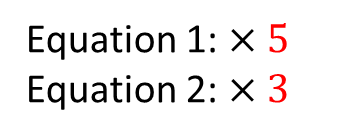 Equation 1: × 5
Equation 2: × 3